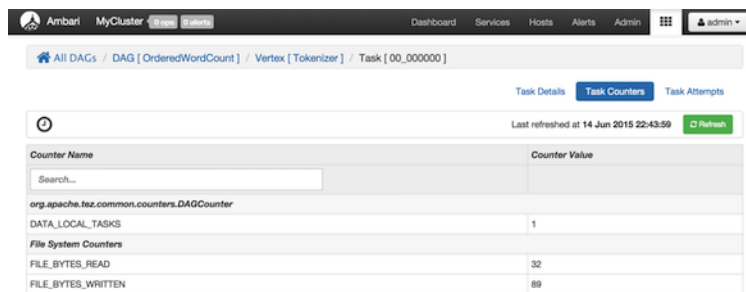 Ambari MyCluster 0 ops 0 alerts Dashboard Services Hosts Alerts Admin admin
All DAGs / DAG [ OrderedWordCount ] / Vertex [ Tokenizer ] / Task [ 00_000000 ]
Task Details Task Counters Task Attempts
Last refreshed at 14 Jun 2015 22:43:59 Refresh
Counter Name Counter Value
Search...
org.apache.tez.common.counters.DAGCounter
DATA_LOCAL_TASKS 1
File System Counters
FILE_BYTES_READ 32
FILE_BYTES_WRITTEN 89